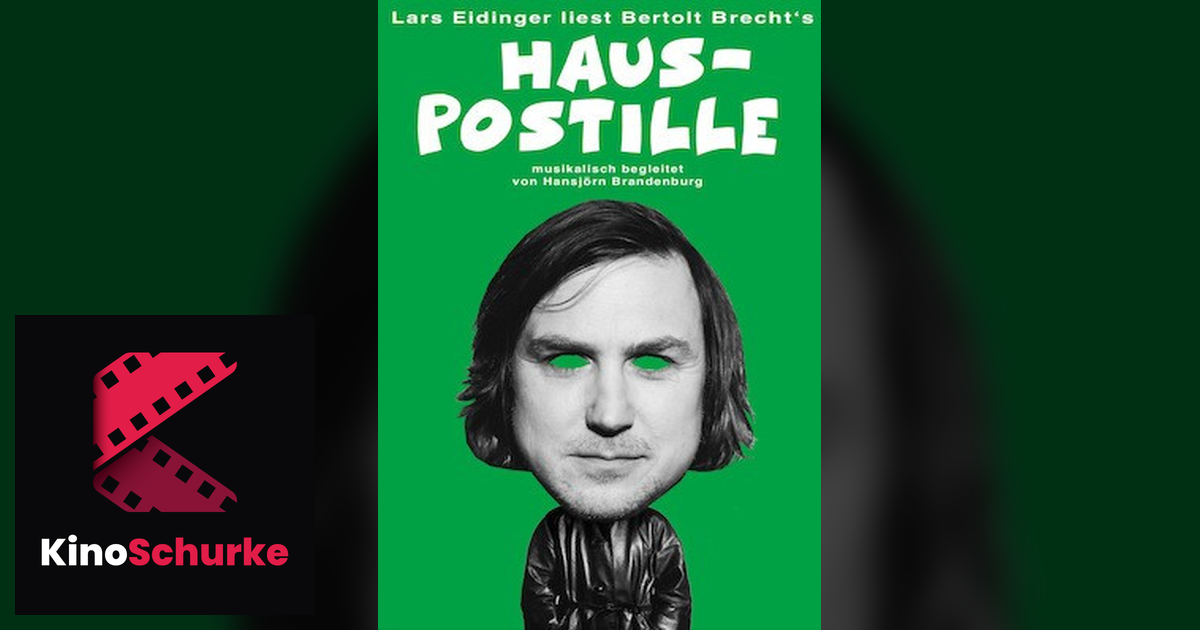 Lars Eidinger liest Bertolt Brecht‘s
HAUS-
POSTILLE
musikalisch begleitet
von Hansjörn Brandenburg
KinoSchurke